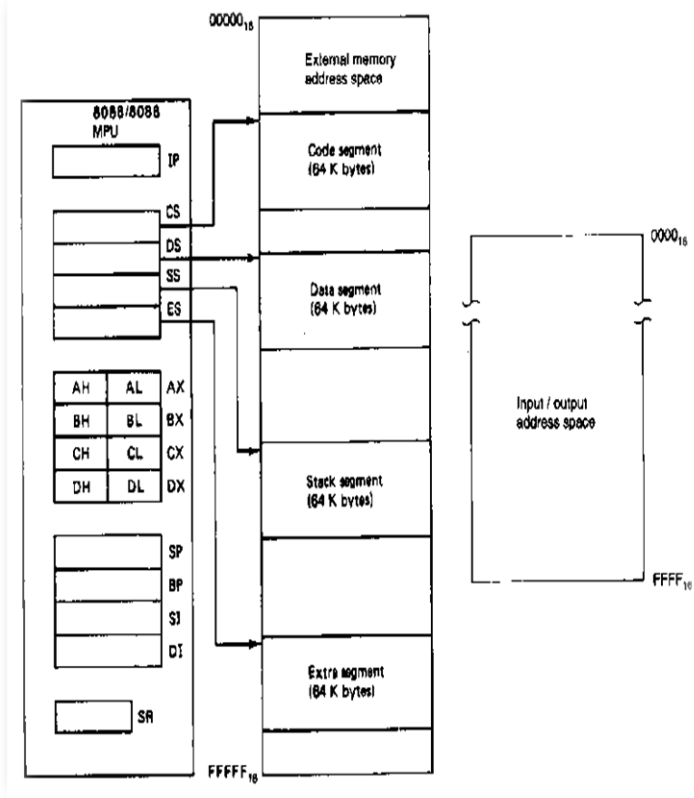 8088/8088
MPU
IP
CS
DS
SS
ES
AH AL AX
BH BL BX
CH CL CX
DH DL DX
SP
BP
SI
DI
SR
00000₁₆
External memory
address space
Code segment
(64 K bytes)
Data segment
(64 K bytes)
Stack segment
(64 K bytes)
Extra segment
(64 K bytes)
FFFFF₁₆
0000₁₆
Input / output
address space
FFFF₁₆